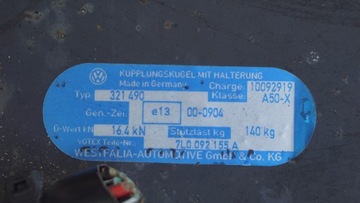 KUPPLUNGSKUGEL MIT HALTERUNG
Made in Germany Charge: 10092919
Typ 321 490 Klasse: A50-X
Gen.-Zei. e13 00-0904
D-Wert kN 16.4 kN Stützlast kg 140 kg
VOTEX Teile-Nr.: 7L0 092 155 A
WESTFALIA-AUTOMOTIVE GmbH & Co. KG